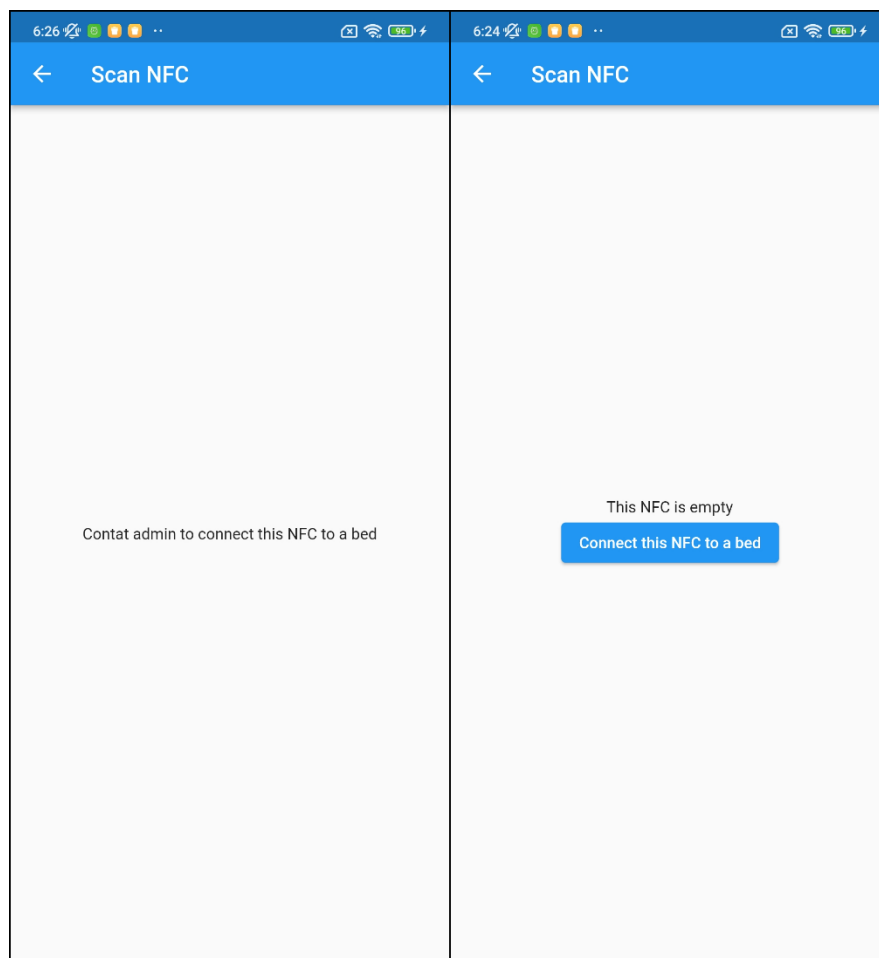 6:26
96
Scan NFC
Contat admin to connect this NFC to a bed
6:24
96
Scan NFC
This NFC is empty
Connect this NFC to a bed